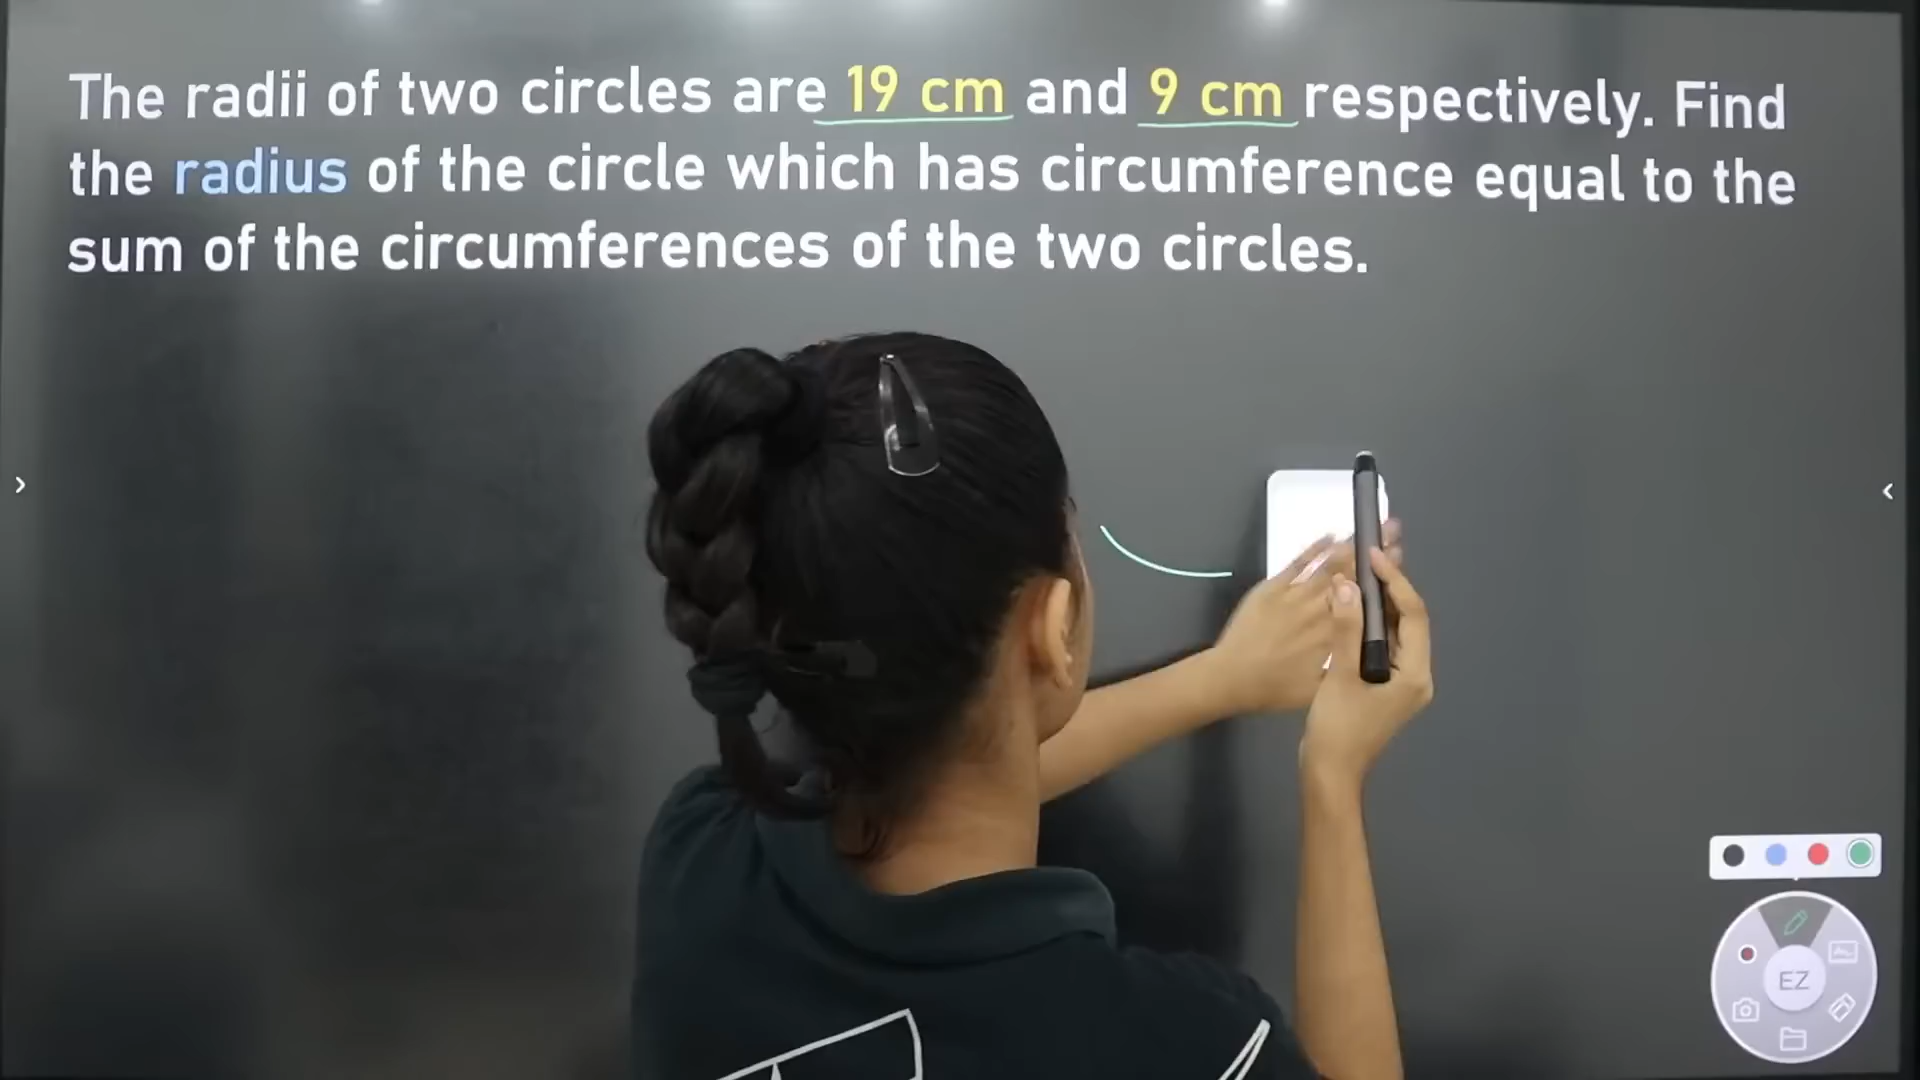 The radii of two circles are 19 cm and 9 cm respectively. Find
the radius of the circle which has circumference equal to the
sum of the circumferences of the two circles.
EZ